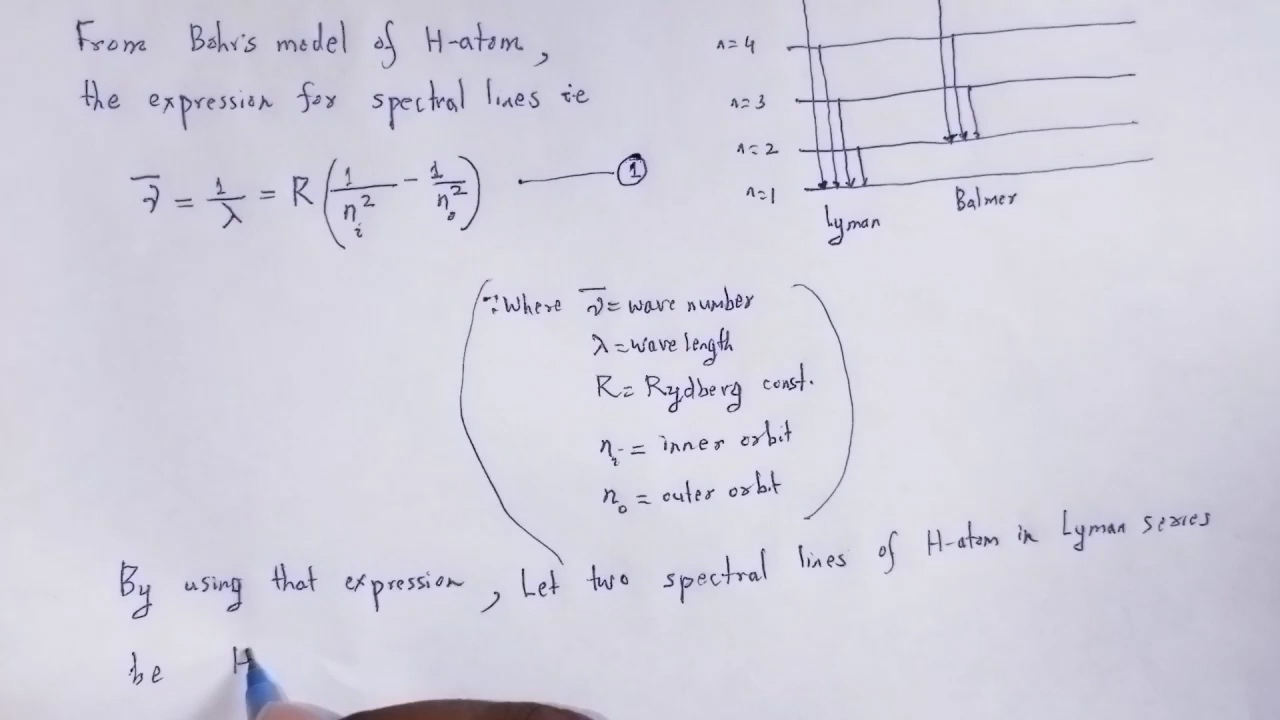 From Bohr's model of H-atom,
the expression for spectral lines ie
ν̅ = 1/λ = R(1/nᵢ² − 1/n₀²) —— ①
n=4
n=3
n=2
n=1
Lyman
Balmer
∵ Where ν̅ = wave number
λ = wave length
R = Rydberg const.
nᵢ = inner orbit
n₀ = outer orbit
By using that expression, Let two spectral lines of H-atom in Lyman series
be H